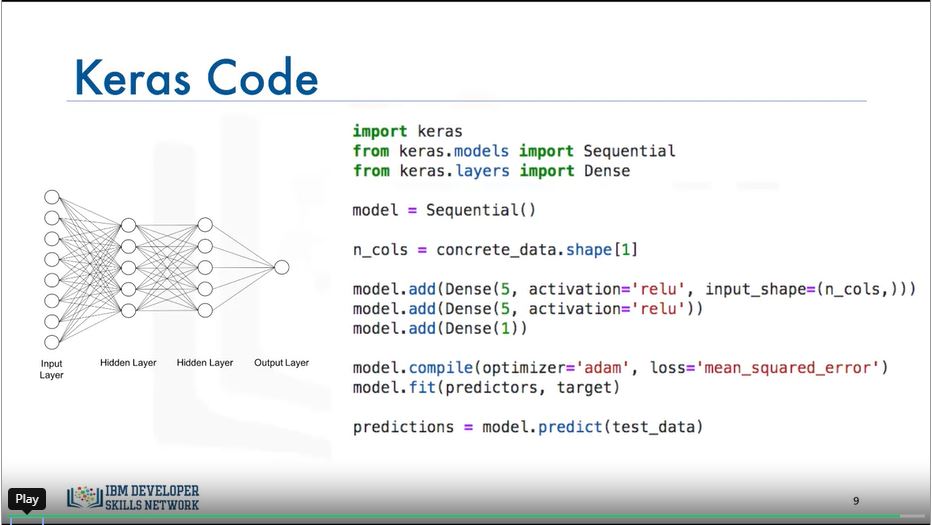 Keras Code
import keras
from keras.models import Sequential
from keras.layers import Dense
model = Sequential()
n_cols = concrete_data.shape[1]
model.add(Dense(5, activation='relu', input_shape=(n_cols,)))
model.add(Dense(5, activation='relu'))
model.add(Dense(1))
model.compile(optimizer='adam', loss='mean_squared_error')
model.fit(predictors, target)
predictions = model.predict(test_data)
Input
Layer
Hidden Layer
Hidden Layer
Output Layer
Play
IBM DEVELOPER
SKILLS NETWORK
9